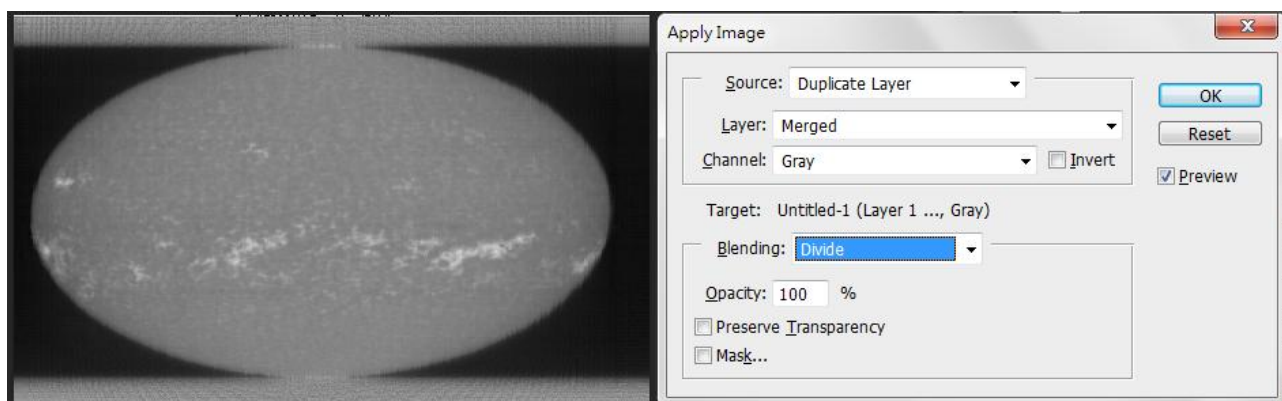 Apply Image
Source: Duplicate Layer
OK
Layer: Merged
Reset
Channel: Gray
Invert
Preview
Target: Untitled-1 (Layer 1 ..., Gray)
Blending: Divide
Opacity: 100 %
Preserve Transparency
Mask...